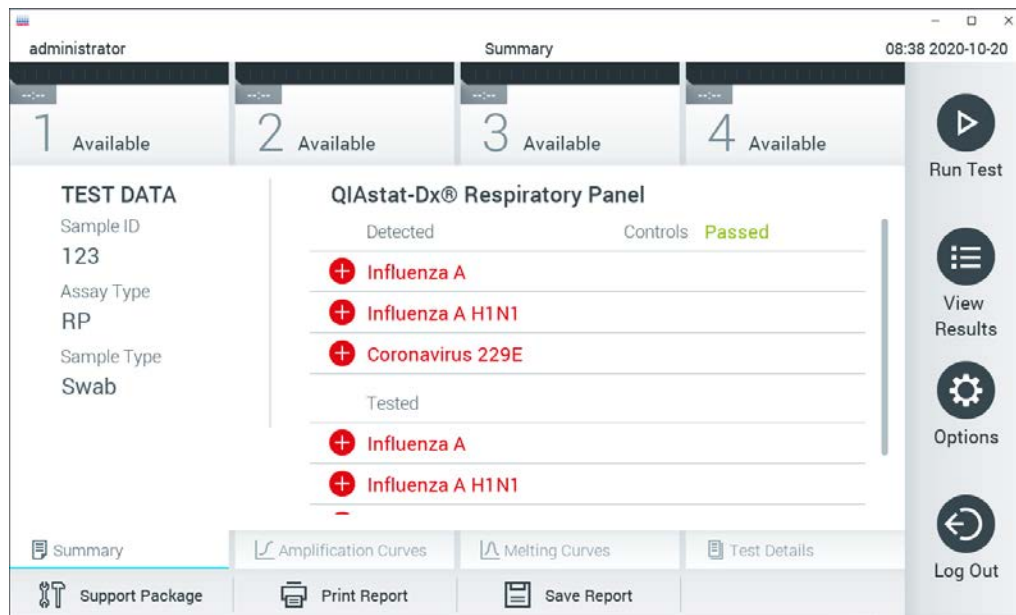 administrator Summary 08:38 2020-10-20
--:-- --:-- --:-- --:--
1 Available 2 Available 3 Available 4 Available
Run Test
TEST DATA
Sample ID
123
Assay Type
RP
Sample Type
Swab
QIAstat-Dx® Respiratory Panel
Detected Controls Passed
Influenza A
Influenza A H1N1
Coronavirus 229E
Tested
Influenza A
Influenza A H1N1
View
Results
Options
Log Out
Summary Amplification Curves Melting Curves Test Details
Support Package Print Report Save Report